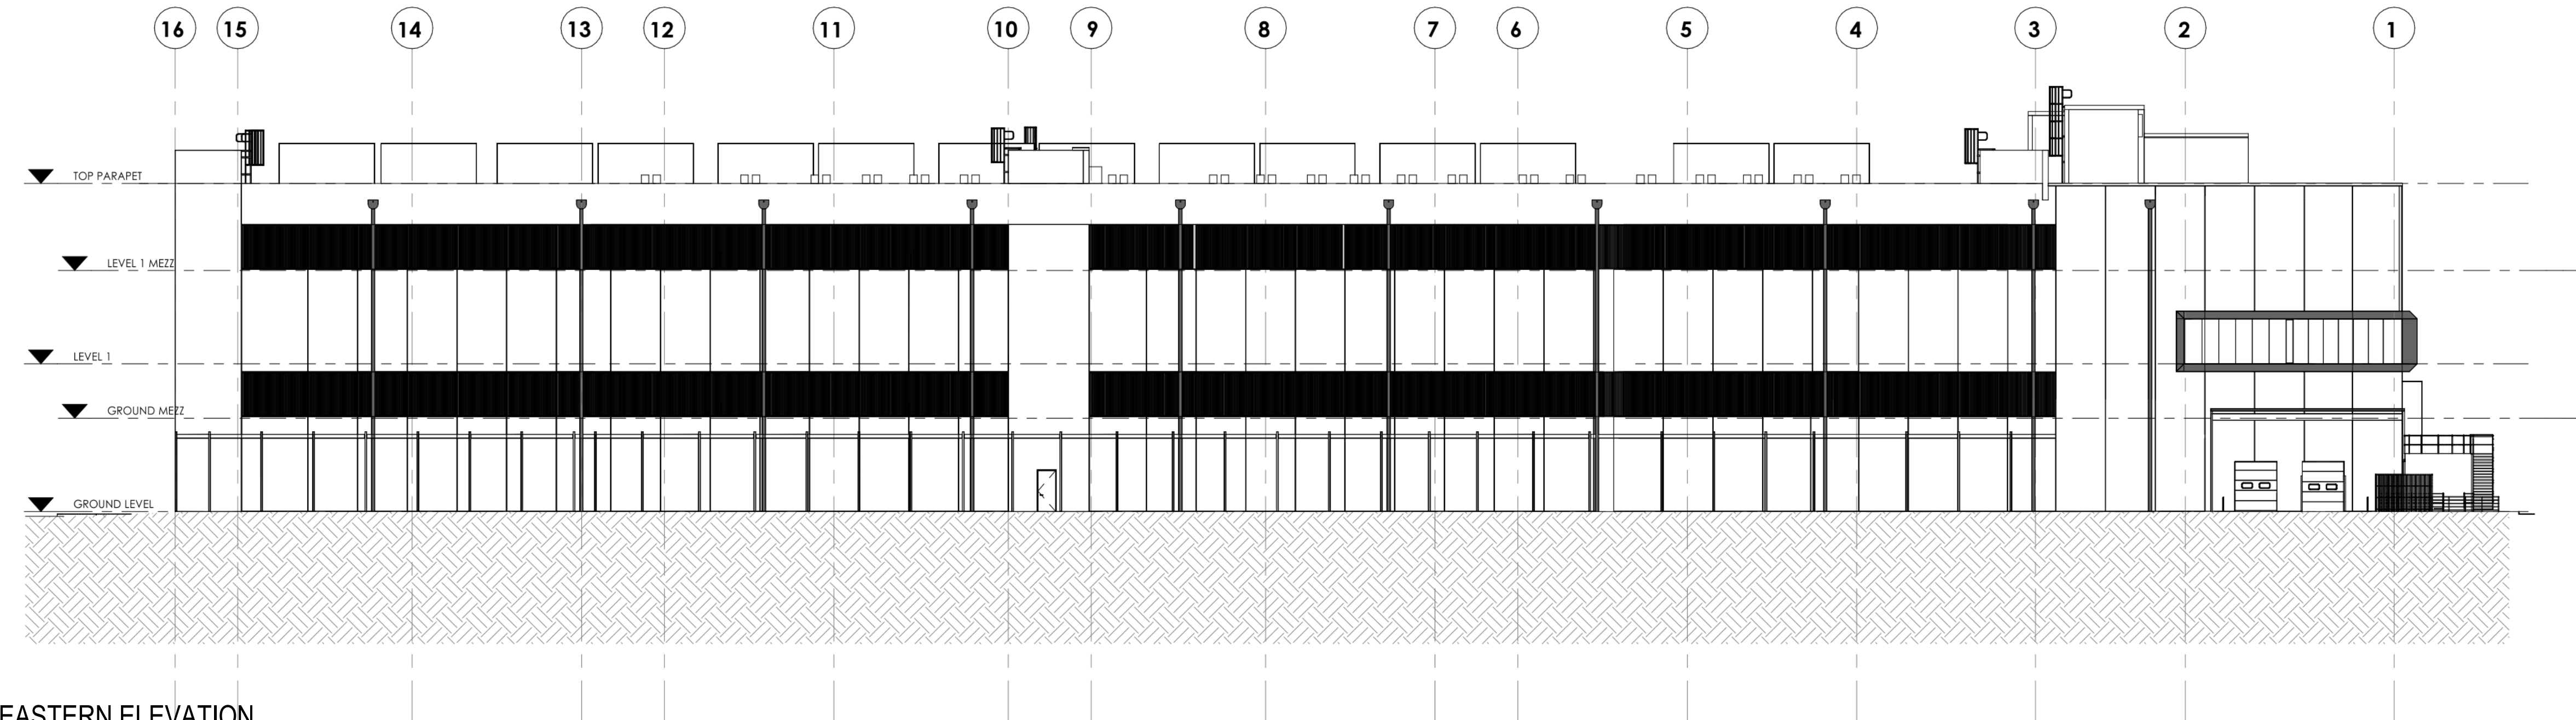 16 15 14 13 12 11 10 9 8 7 6 5 4 3 2 1
TOP PARAPET
LEVEL 1 MEZZ
LEVEL 1
GROUND MEZZ
GROUND LEVEL
EASTERN ELEVATION